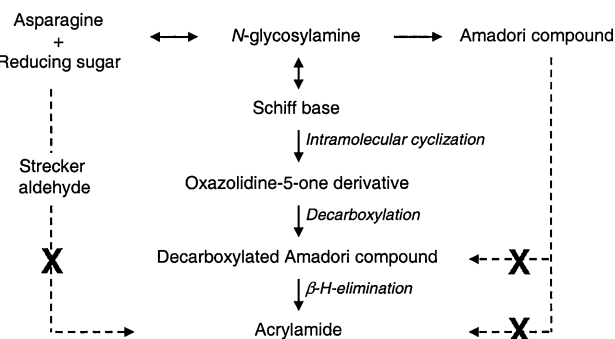 Asparagine
+
Reducing sugar
N-glycosylamine
Amadori compound
Schiff base
Intramolecular cyclization
Strecker
aldehyde
Oxazolidine-5-one derivative
Decarboxylation
X
Decarboxylated Amadori compound
X
β-H-elimination
Acrylamide
X